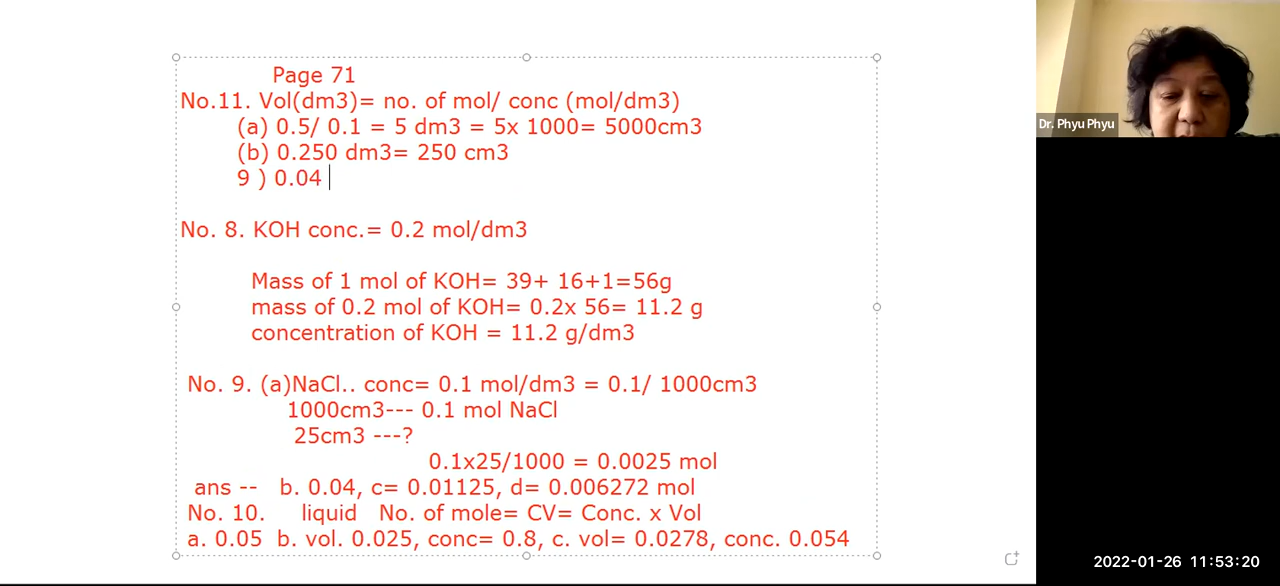 Page 71
No.11. Vol(dm3)= no. of mol/ conc (mol/dm3)
(a) 0.5/ 0.1 = 5 dm3 = 5x 1000= 5000cm3
(b) 0.250 dm3= 250 cm3
9 ) 0.04
No. 8. KOH conc.= 0.2 mol/dm3
Mass of 1 mol of KOH= 39+ 16+1=56g
mass of 0.2 mol of KOH= 0.2x 56= 11.2 g
concentration of KOH = 11.2 g/dm3
No. 9. (a)NaCl.. conc= 0.1 mol/dm3 = 0.1/ 1000cm3
1000cm3--- 0.1 mol NaCl
25cm3 ---?
0.1x25/1000 = 0.0025 mol
ans -- b. 0.04, c= 0.01125, d= 0.006272 mol
No. 10. liquid No. of mole= CV= Conc. x Vol
a. 0.05 b. vol. 0.025, conc= 0.8, c. vol= 0.0278, conc. 0.054
Dr. Phyu Phyu
2022-01-26 11:53:20